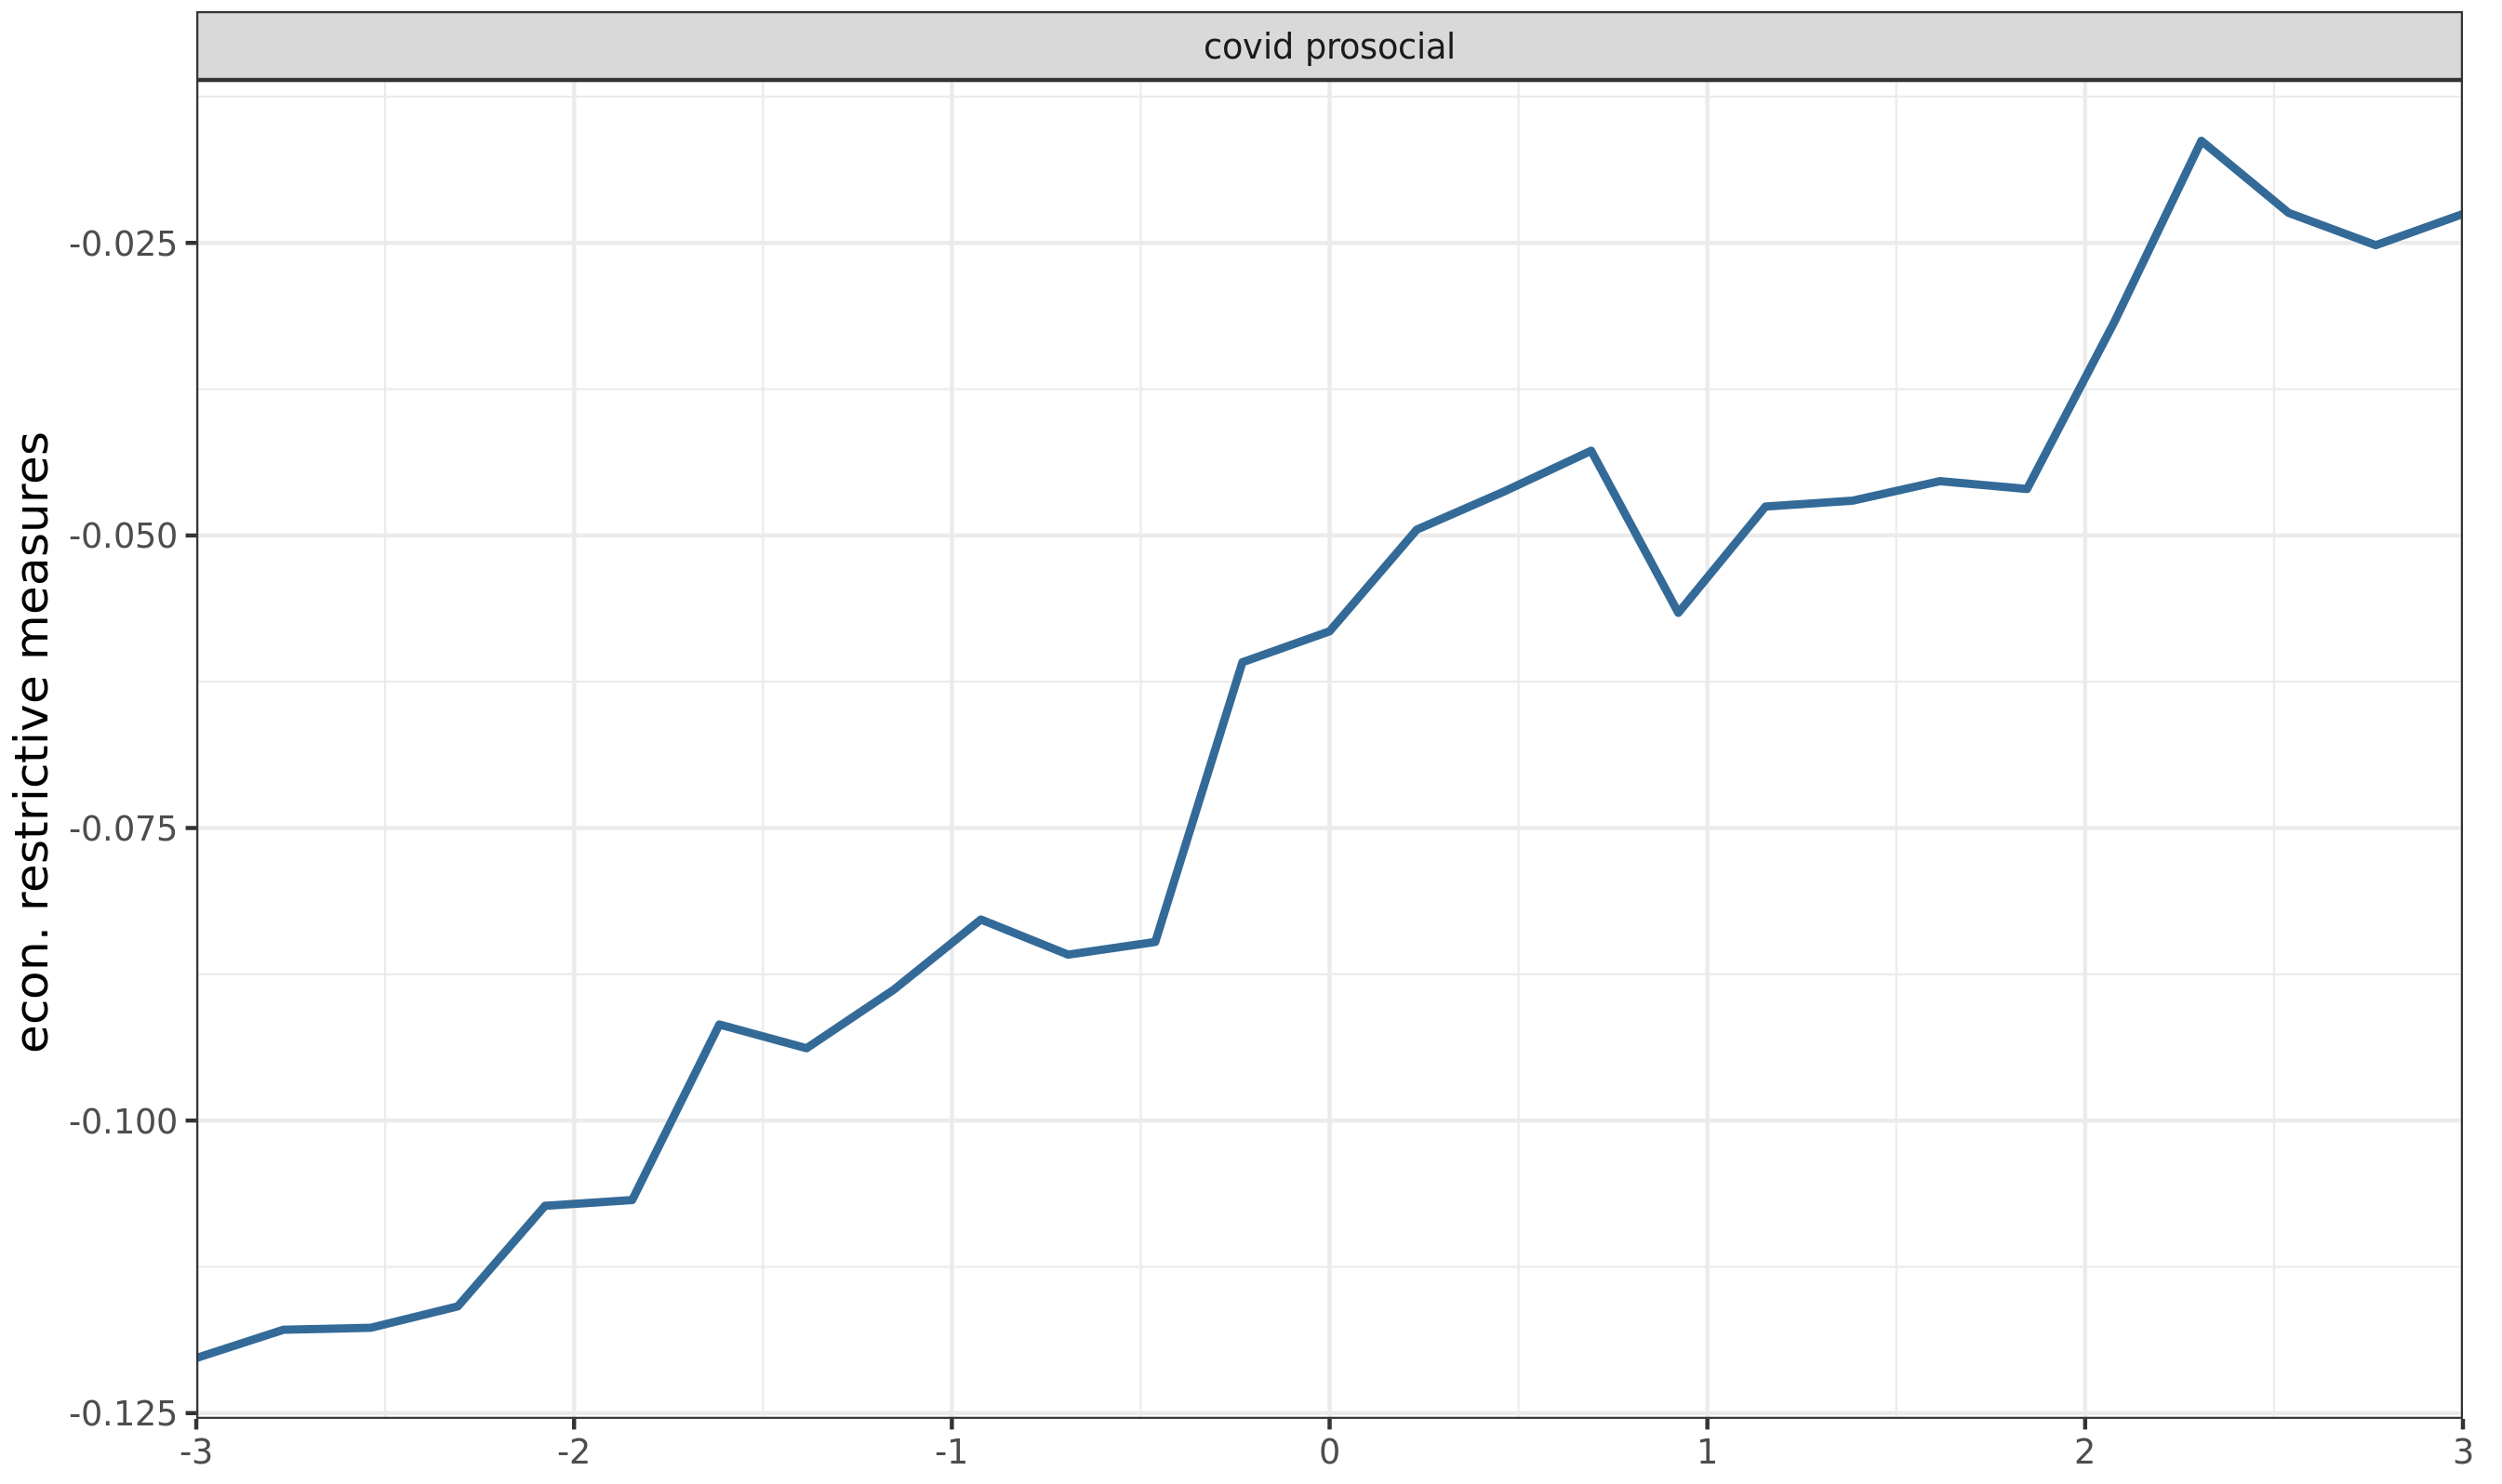 covid prosocial
econ. restrictive measures
-0.025
-0.050
-0.075
-0.100
-0.125
-3 -2 -1 0 1 2 3